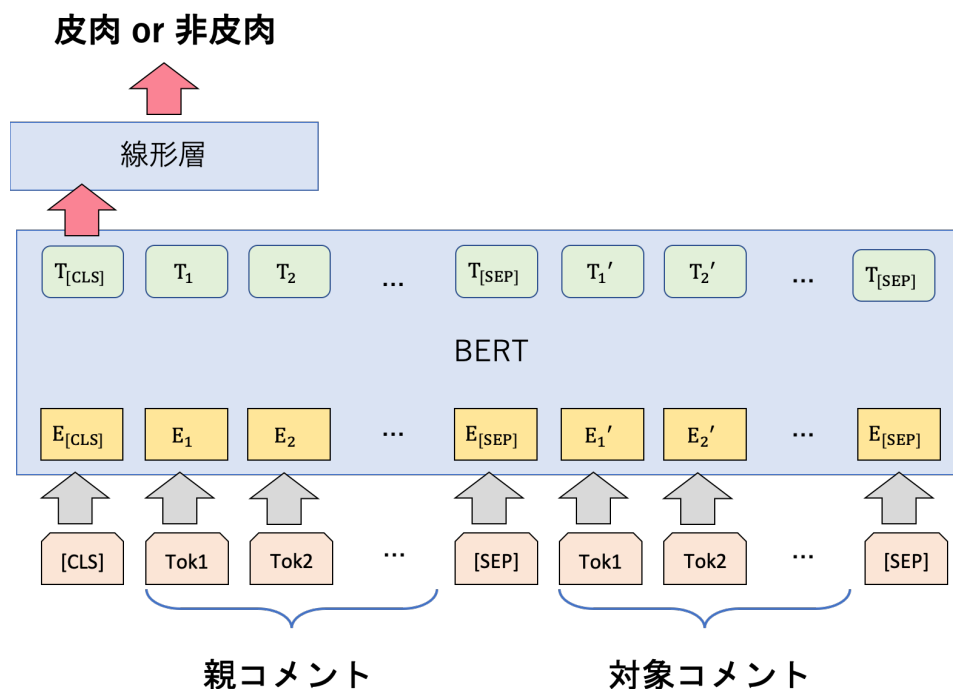 皮肉 or 非皮肉
線形層
T[CLS] T1 T2 ... T[SEP] T1′ T2′ ... T[SEP]
BERT
E[CLS] E1 E2 ... E[SEP] E1′ E2′ ... E[SEP]
[CLS] Tok1 Tok2 ... [SEP] Tok1 Tok2 ... [SEP]
親コメント 対象コメント